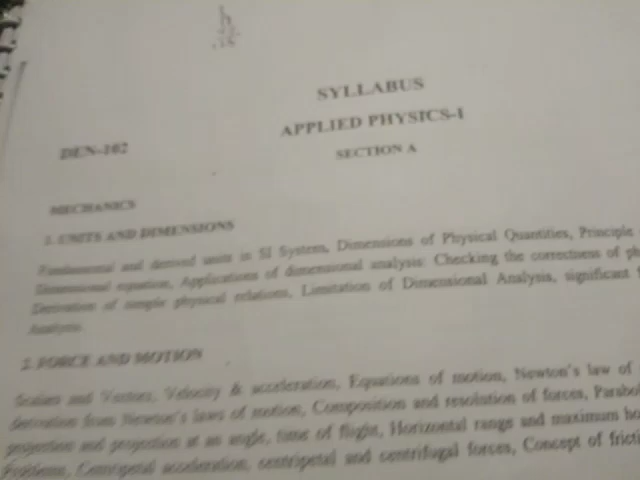 SYLLABUS
APPLIED PHYSICS-I
DEN-102
SECTION A
MECHANICS
1. UNITS AND DIMENSIONS
Fundamental and derived units in SI System, Dimensions of Physical Quantities, Principle
Dimensional equation, Applications of dimensional analysis: Checking the correctness of ph
Derivation of simple physical relations, Limitation of Dimensional Analysis, significant
Analysis.
2. FORCE AND MOTION
Scalars and Vectors, Velocity & acceleration, Equations of motion, Newton's law of
derivation from Newton's laws of motion, Composition and resolution of forces, Parabol
projection and projection at an angle, time of flight, Horizontal range and maximum ho
Problems, Centripetal acceleration, centripetal and centrifugal forces, Concept of fricti